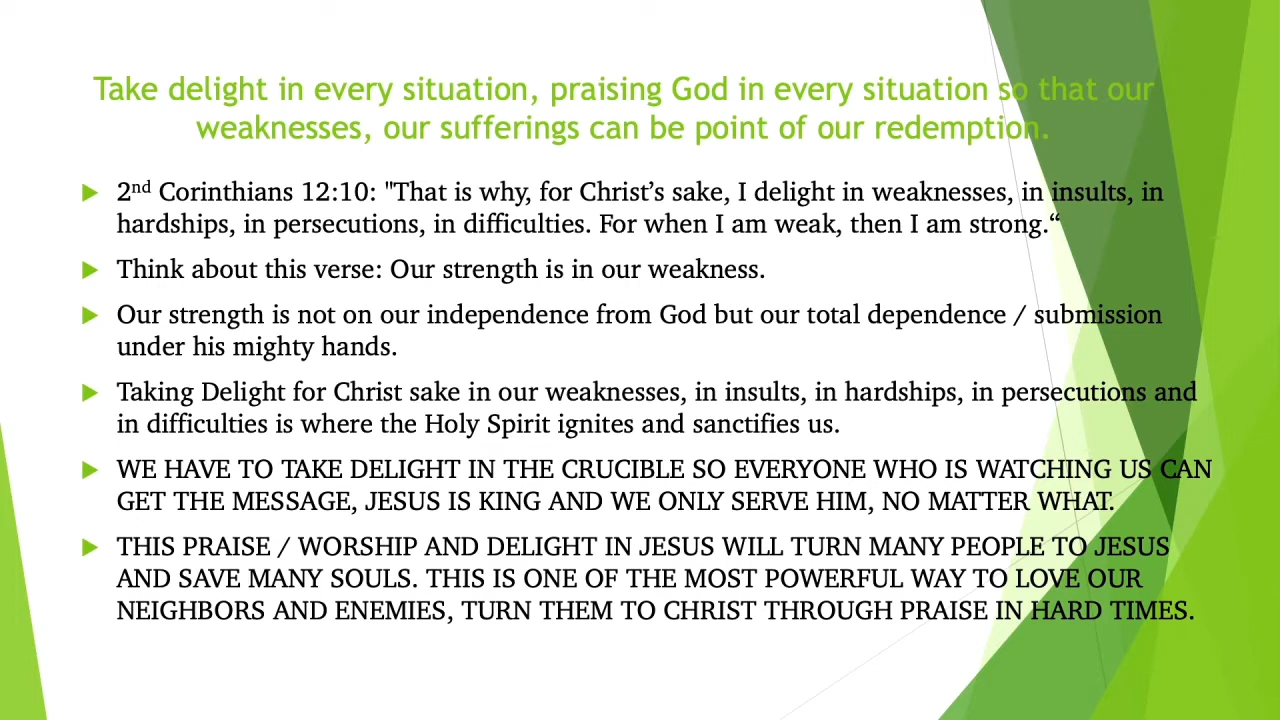 Take delight in every situation, praising God in every situation so that our
weaknesses, our sufferings can be point of our redemption.
2nd Corinthians 12:10: "That is why, for Christ’s sake, I delight in weaknesses, in insults, in
hardships, in persecutions, in difficulties. For when I am weak, then I am strong.“
Think about this verse: Our strength is in our weakness.
Our strength is not on our independence from God but our total dependence / submission
under his mighty hands.
Taking Delight for Christ sake in our weaknesses, in insults, in hardships, in persecutions and
in difficulties is where the Holy Spirit ignites and sanctifies us.
WE HAVE TO TAKE DELIGHT IN THE CRUCIBLE SO EVERYONE WHO IS WATCHING US CAN
GET THE MESSAGE, JESUS IS KING AND WE ONLY SERVE HIM, NO MATTER WHAT.
THIS PRAISE / WORSHIP AND DELIGHT IN JESUS WILL TURN MANY PEOPLE TO JESUS
AND SAVE MANY SOULS. THIS IS ONE OF THE MOST POWERFUL WAY TO LOVE OUR
NEIGHBORS AND ENEMIES, TURN THEM TO CHRIST THROUGH PRAISE IN HARD TIMES.